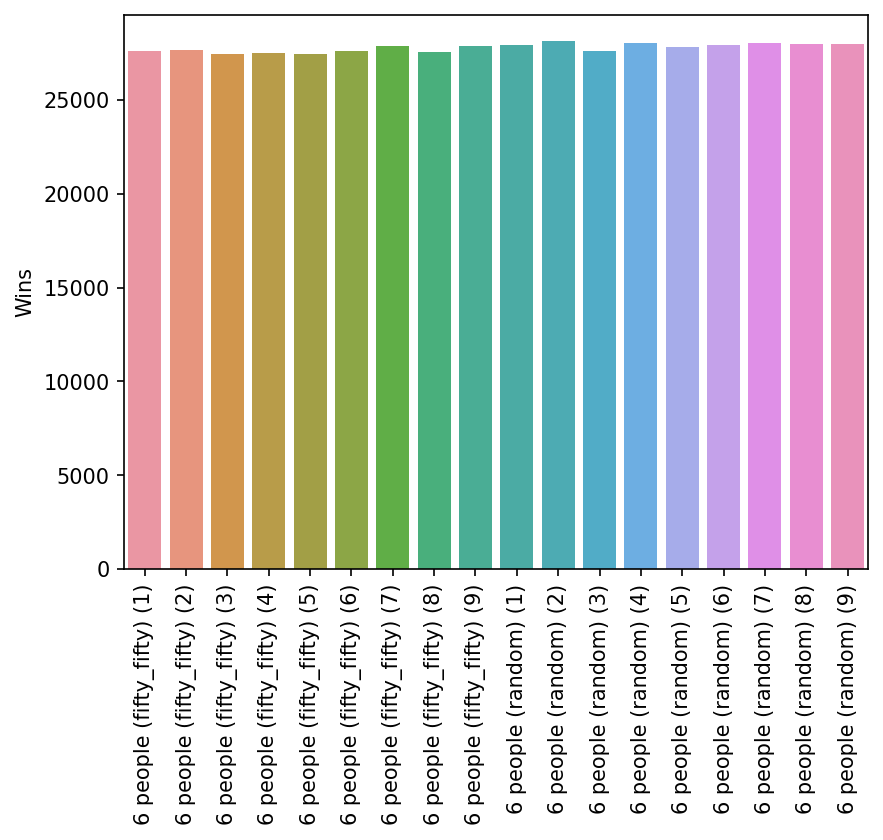 Wins
25000
20000
15000
10000
5000
0
6 people (fifty_fifty) (1)
6 people (fifty_fifty) (2)
6 people (fifty_fifty) (3)
6 people (fifty_fifty) (4)
6 people (fifty_fifty) (5)
6 people (fifty_fifty) (6)
6 people (fifty_fifty) (7)
6 people (fifty_fifty) (8)
6 people (fifty_fifty) (9)
6 people (random) (1)
6 people (random) (2)
6 people (random) (3)
6 people (random) (4)
6 people (random) (5)
6 people (random) (6)
6 people (random) (7)
6 people (random) (8)
6 people (random) (9)